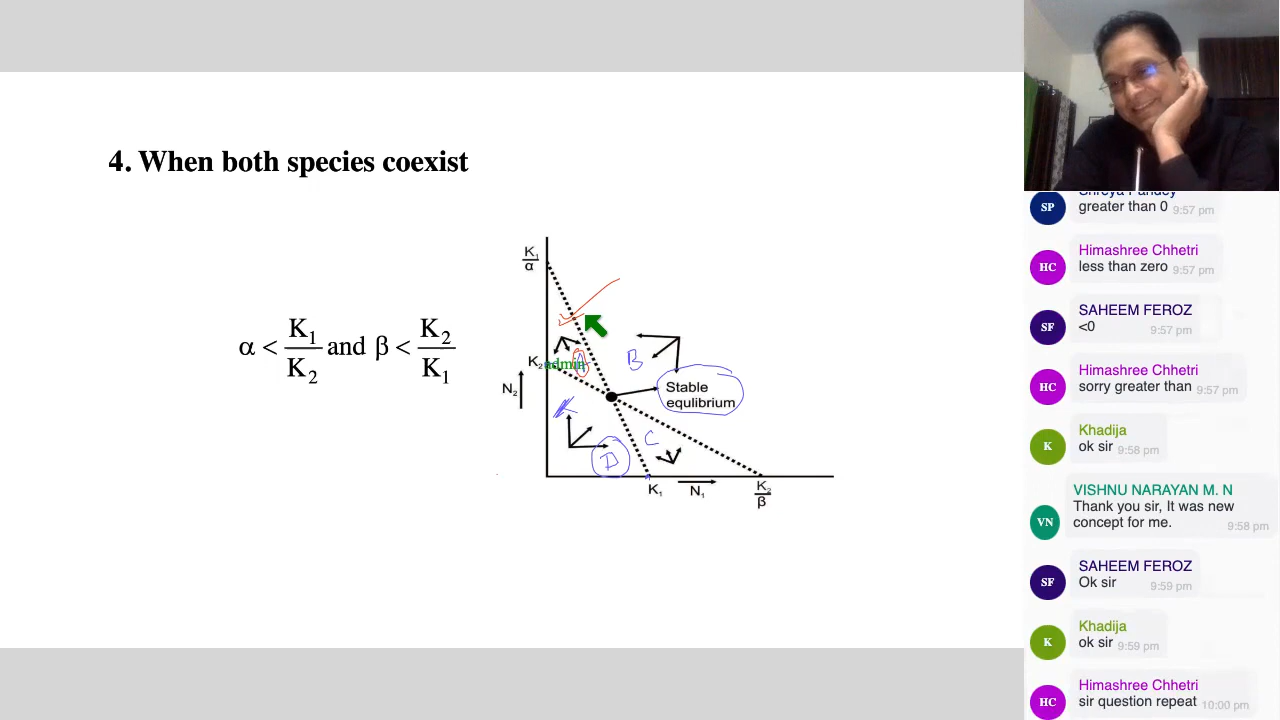 4. When both species coexist
α < K₁/K₂ and β < K₂/K₁
K₁/α
K₂
admin
A
B
N₂
Stable
equlibrium
C
D
K₁
N₁
K₂/β
SP
greater than 0 9:57 pm
HC
Himashree Chhetri
less than zero 9:57 pm
SF
SAHEEM FEROZ
<0 9:57 pm
HC
Himashree Chhetri
sorry greater than 9:57 pm
K
Khadija
ok sir 9:58 pm
VN
VISHNU NARAYAN M. N
Thank you sir, It was new
concept for me. 9:58 pm
SF
SAHEEM FEROZ
Ok sir 9:59 pm
K
Khadija
ok sir 9:59 pm
HC
Himashree Chhetri
sir question repeat 10:00 pm